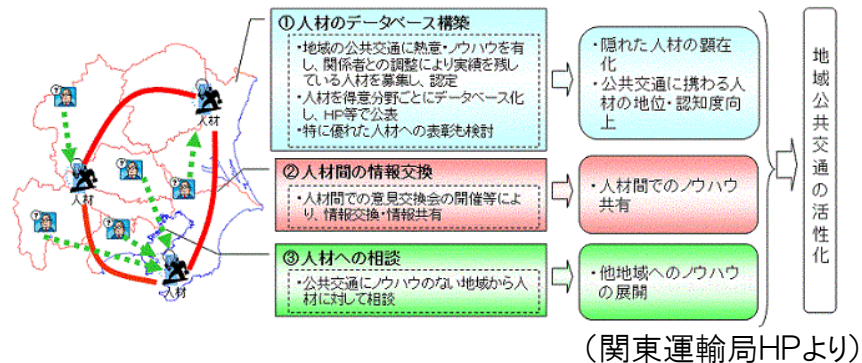 ①人材のデータベース構築
・地域の公共交通に熱意・ノウハウを有
し、関係者との調整により実績を残し
ている人材を募集し、認定
・人材を得意分野ごとにデータベース化
し、HP等で公表
・特に優れた人材への表彰も検討
・隠れた人材の顕在
化
・公共交通に携わる人
材の地位・認知度向
上
②人材間の情報交換
・人材間での意見交換会の開催等によ
り、情報交換・情報共有
・人材間でのノウハウ
共有
③人材への相談
・公共交通にノウハウのない地域から人
材に対して相談
・他地域へのノウハウ
の展開
地域公共交通の活性化
人材
人材
人材
?
?
?
?
?
(関東運輸局HPより)